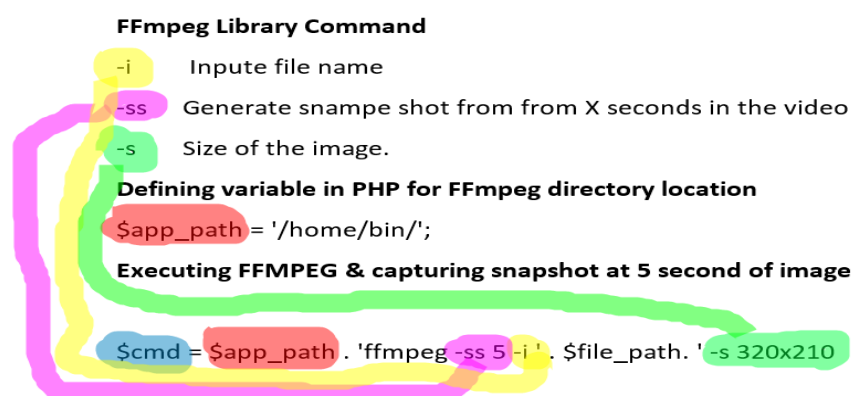 FFmpeg Library Command
-i Inpute file name
-ss Generate snampe shot from from X seconds in the video
-s Size of the image.
Defining variable in PHP for FFmpeg directory location
$app_path = '/home/bin/';
Executing FFMPEG & capturing snapshot at 5 second of image
$cmd = $app_path . 'ffmpeg -ss 5 -i ' . $file_path. ' -s 320x210